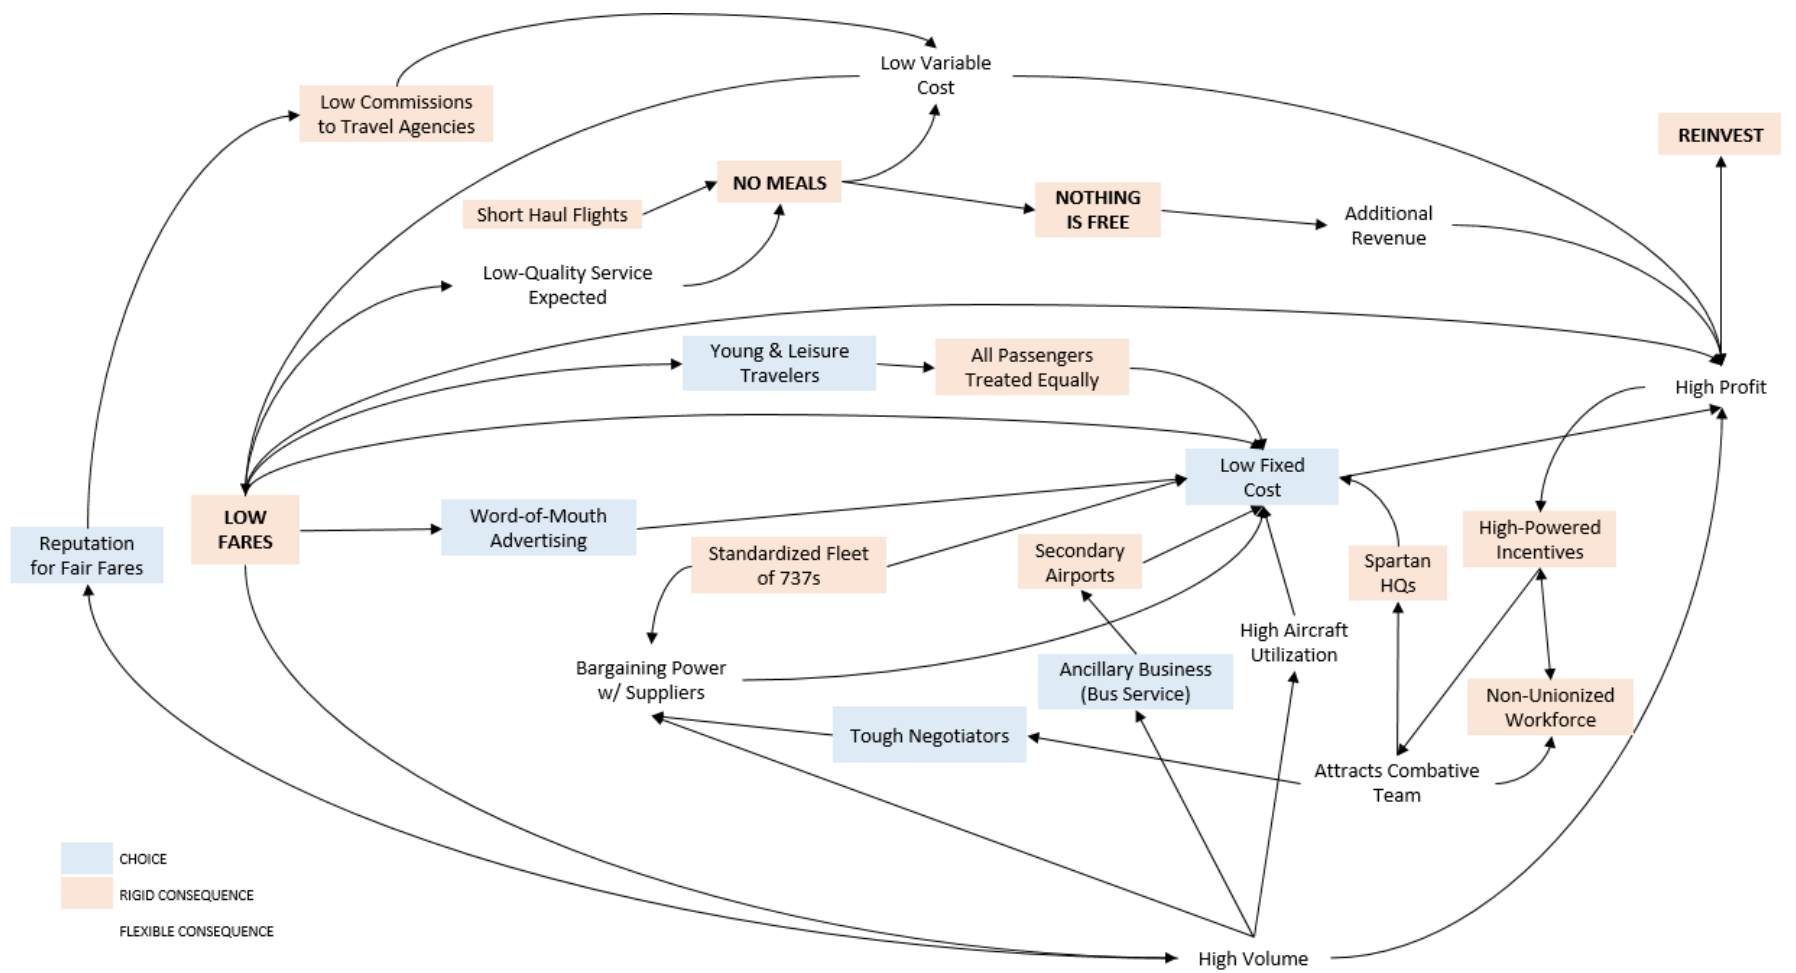 Low Variable
Cost
Low Commissions
to Travel Agencies
REINVEST
NO MEALS
Short Haul Flights
NOTHING
IS FREE
Additional
Revenue
Low-Quality Service
Expected
Young & Leisure
Travelers
All Passengers
Treated Equally
High Profit
Low Fixed
Cost
LOW
FARES
Word-of-Mouth
Advertising
Reputation
for Fair Fares
Standardized Fleet
of 737s
Secondary
Airports
Spartan
HQs
High-Powered
Incentives
High Aircraft
Utilization
Bargaining Power
w/ Suppliers
Ancillary Business
(Bus Service)
Non-Unionized
Workforce
Tough Negotiators
Attracts Combative
Team
CHOICE
RIGID CONSEQUENCE
FLEXIBLE CONSEQUENCE
High Volume